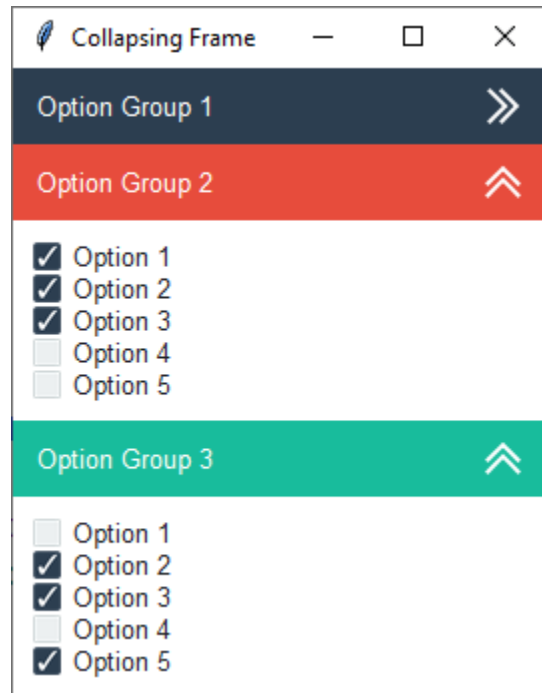 Collapsing Frame
Option Group 1
Option Group 2
Option 1
Option 2
Option 3
Option 4
Option 5
Option Group 3
Option 1
Option 2
Option 3
Option 4
Option 5